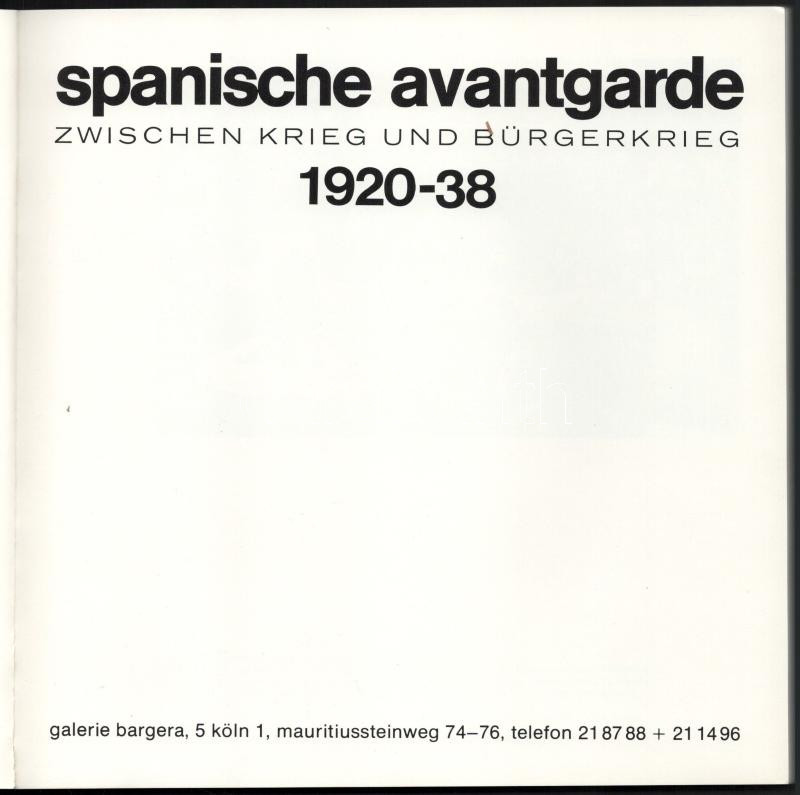 spanische avantgarde
ZWISCHEN KRIEG UND BÜRGERKRIEG
1920-38
galerie bargera, 5 köln 1, mauritiussteinweg 74–76, telefon 21 87 88 + 21 14 96